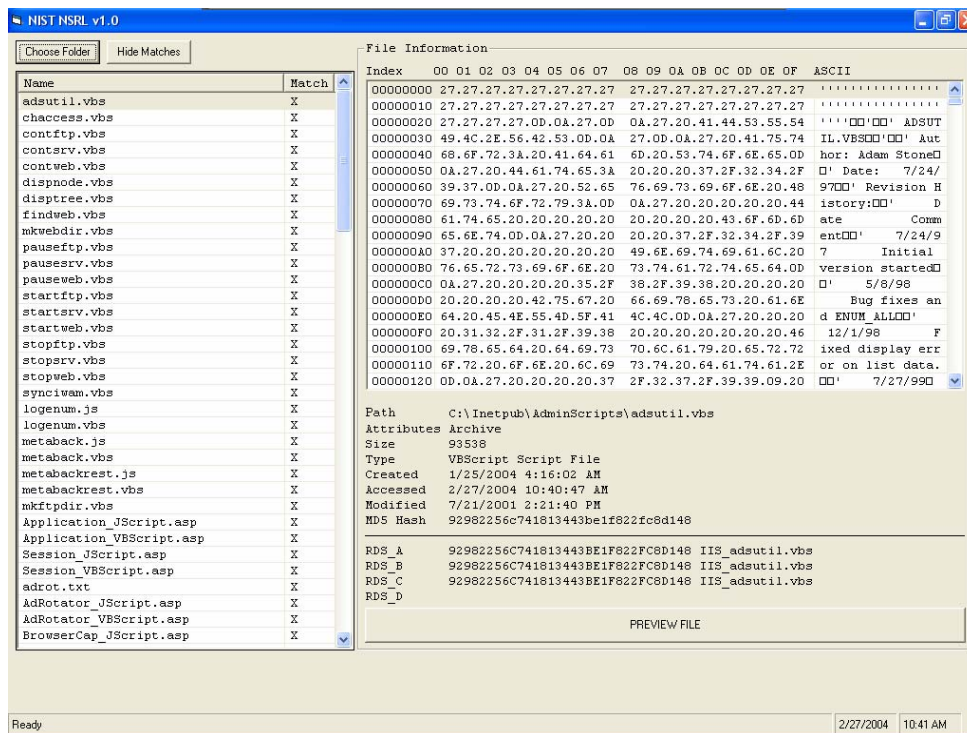 NIST NSRL v1.0
Choose Folder Hide Matches
Name Match
adsutil.vbs X
chaccess.vbs X
contftp.vbs X
contsrv.vbs X
contweb.vbs X
dispnode.vbs X
disptree.vbs X
findweb.vbs X
mkwebdir.vbs X
pauseftp.vbs X
pausesrv.vbs X
pauseweb.vbs X
startftp.vbs X
startsrv.vbs X
startweb.vbs X
stopftp.vbs X
stopsrv.vbs X
stopweb.vbs X
synciwam.vbs X
logenum.js X
logenum.vbs X
metaback.js X
metaback.vbs X
metabackrest.js X
metabackrest.vbs X
mkftpdir.vbs X
Application_JScript.asp X
Application_VBScript.asp X
Session_JScript.asp X
Session_VBScript.asp X
adrot.txt X
AdRotator_JScript.asp X
AdRotator_VBScript.asp X
BrowserCap_JScript.asp X
File Information
Index 00 01 02 03 04 05 06 07 08 09 0A 0B 0C 0D 0E 0F ASCII
00000000 27.27.27.27.27.27.27.27 27.27.27.27.27.27.27.27 ''''''''''''''''
00000010 27.27.27.27.27.27.27.27 27.27.27.27.27.27.27.27 ''''''''''''''''
00000020 27.27.27.27.0D.0A.27.0D 0A.27.20.41.44.53.55.54 ''''□□'□□' ADSUT
00000030 49.4C.2E.56.42.53.0D.0A 27.0D.0A.27.20.41.75.74 IL.VBS□□'□□' Aut
00000040 68.6F.72.3A.20.41.64.61 6D.20.53.74.6F.6E.65.0D hor: Adam Stone□
00000050 0A.27.20.44.61.74.65.3A 20.20.20.37.2F.32.34.2F □' Date:   7/24/
00000060 39.37.0D.0A.27.20.52.65 76.69.73.69.6F.6E.20.48 97□□' Revision H
00000070 69.73.74.6F.72.79.3A.0D 0A.27.20.20.20.20.20.44 istory:□□'     D
00000080 61.74.65.20.20.20.20.20 20.20.20.20.43.6F.6D.6D ate         Comm
00000090 65.6E.74.0D.0A.27.20.20 20.20.37.2F.32.34.2F.39 ent□□'    7/24/9
000000A0 37.20.20.20.20.20.20.20 49.6E.69.74.69.61.6C.20 7       Initial
000000B0 76.65.72.73.69.6F.6E.20 73.74.61.72.74.65.64.0D version started□
000000C0 0A.27.20.20.20.20.35.2F 38.2F.39.38.20.20.20.20 □'    5/8/98
000000D0 20.20.20.20.42.75.67.20 66.69.78.65.73.20.61.6E     Bug fixes an
000000E0 64.20.45.4E.55.4D.5F.41 4C.4C.0D.0A.27.20.20.20 d ENUM_ALL□□'
000000F0 20.31.32.2F.31.2F.39.38 20.20.20.20.20.20.20.46  12/1/98       F
00000100 69.78.65.64.20.64.69.73 70.6C.61.79.20.65.72.72 ixed display err
00000110 6F.72.20.6F.6E.20.6C.69 73.74.20.64.61.74.61.2E or on list data.
00000120 0D.0A.27.20.20.20.20.37 2F.32.37.2F.39.39.09.20 □□'    7/27/99□
Path C:\Inetpub\AdminScripts\adsutil.vbs
Attributes Archive
Size 93538
Type VBScript Script File
Created 1/25/2004 4:16:02 AM
Accessed 2/27/2004 10:40:47 AM
Modified 7/21/2001 2:21:40 PM
MD5 Hash 92982256c741813443be1f822fc8d148
RDS_A 92982256C741813443BE1F822FC8D148 IIS_adsutil.vbs
RDS_B 92982256C741813443BE1F822FC8D148 IIS_adsutil.vbs
RDS_C 92982256C741813443BE1F822FC8D148 IIS_adsutil.vbs
RDS_D
PREVIEW FILE
Ready 2/27/2004 10:41 AM